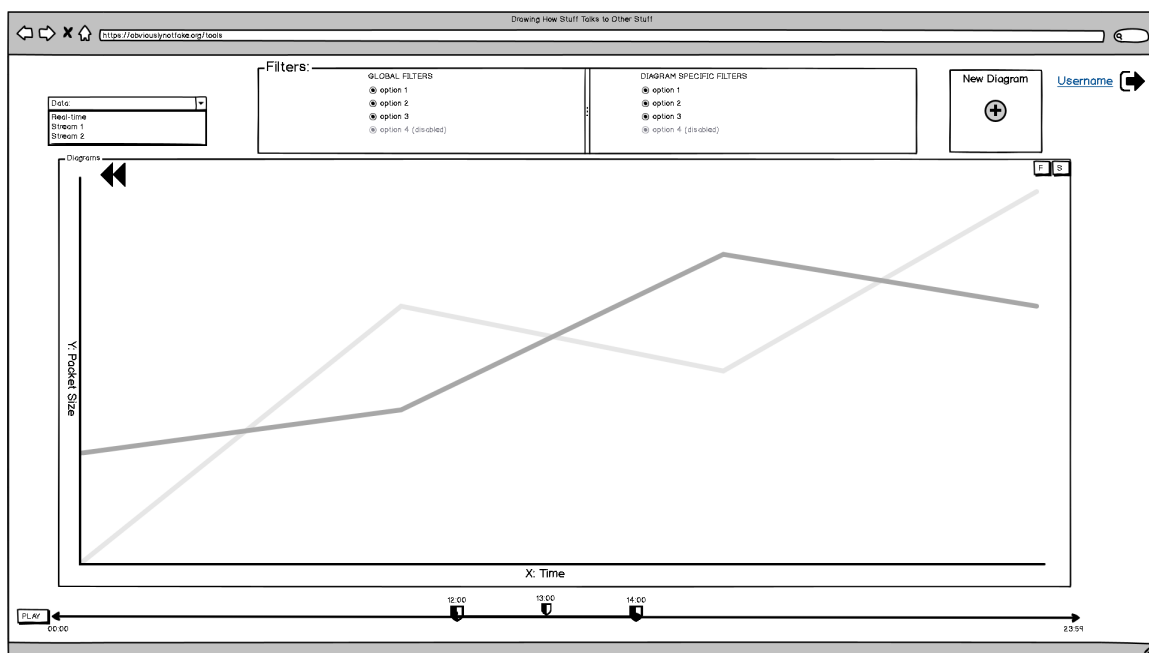 Drawing How Stuff Talks to Other Stuff
https://obviouslynotfake.org/tools
Filters:
GLOBAL FILTERS
option 1
option 2
option 3
option 4 (disabled)
DIAGRAM SPECIFIC FILTERS
option 1
option 2
option 3
option 4 (disabled)
New Diagram
Username
Data:
Real-time
Stream 1
Stream 2
Diagrams
F
S
Y: Packet Size
X: Time
PLAY
00:00
12:00
13:00
14:00
23:59